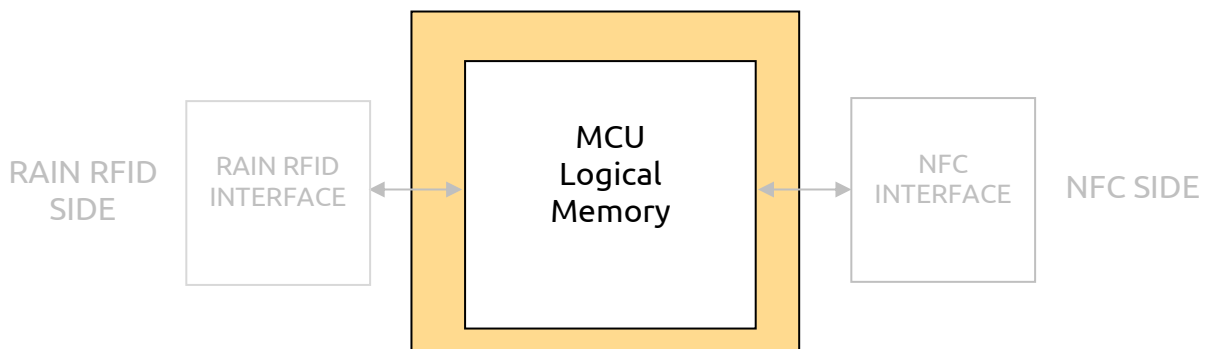 RAIN RFID
SIDE
RAIN RFID
INTERFACE
MCU
Logical
Memory
NFC
INTERFACE
NFC SIDE